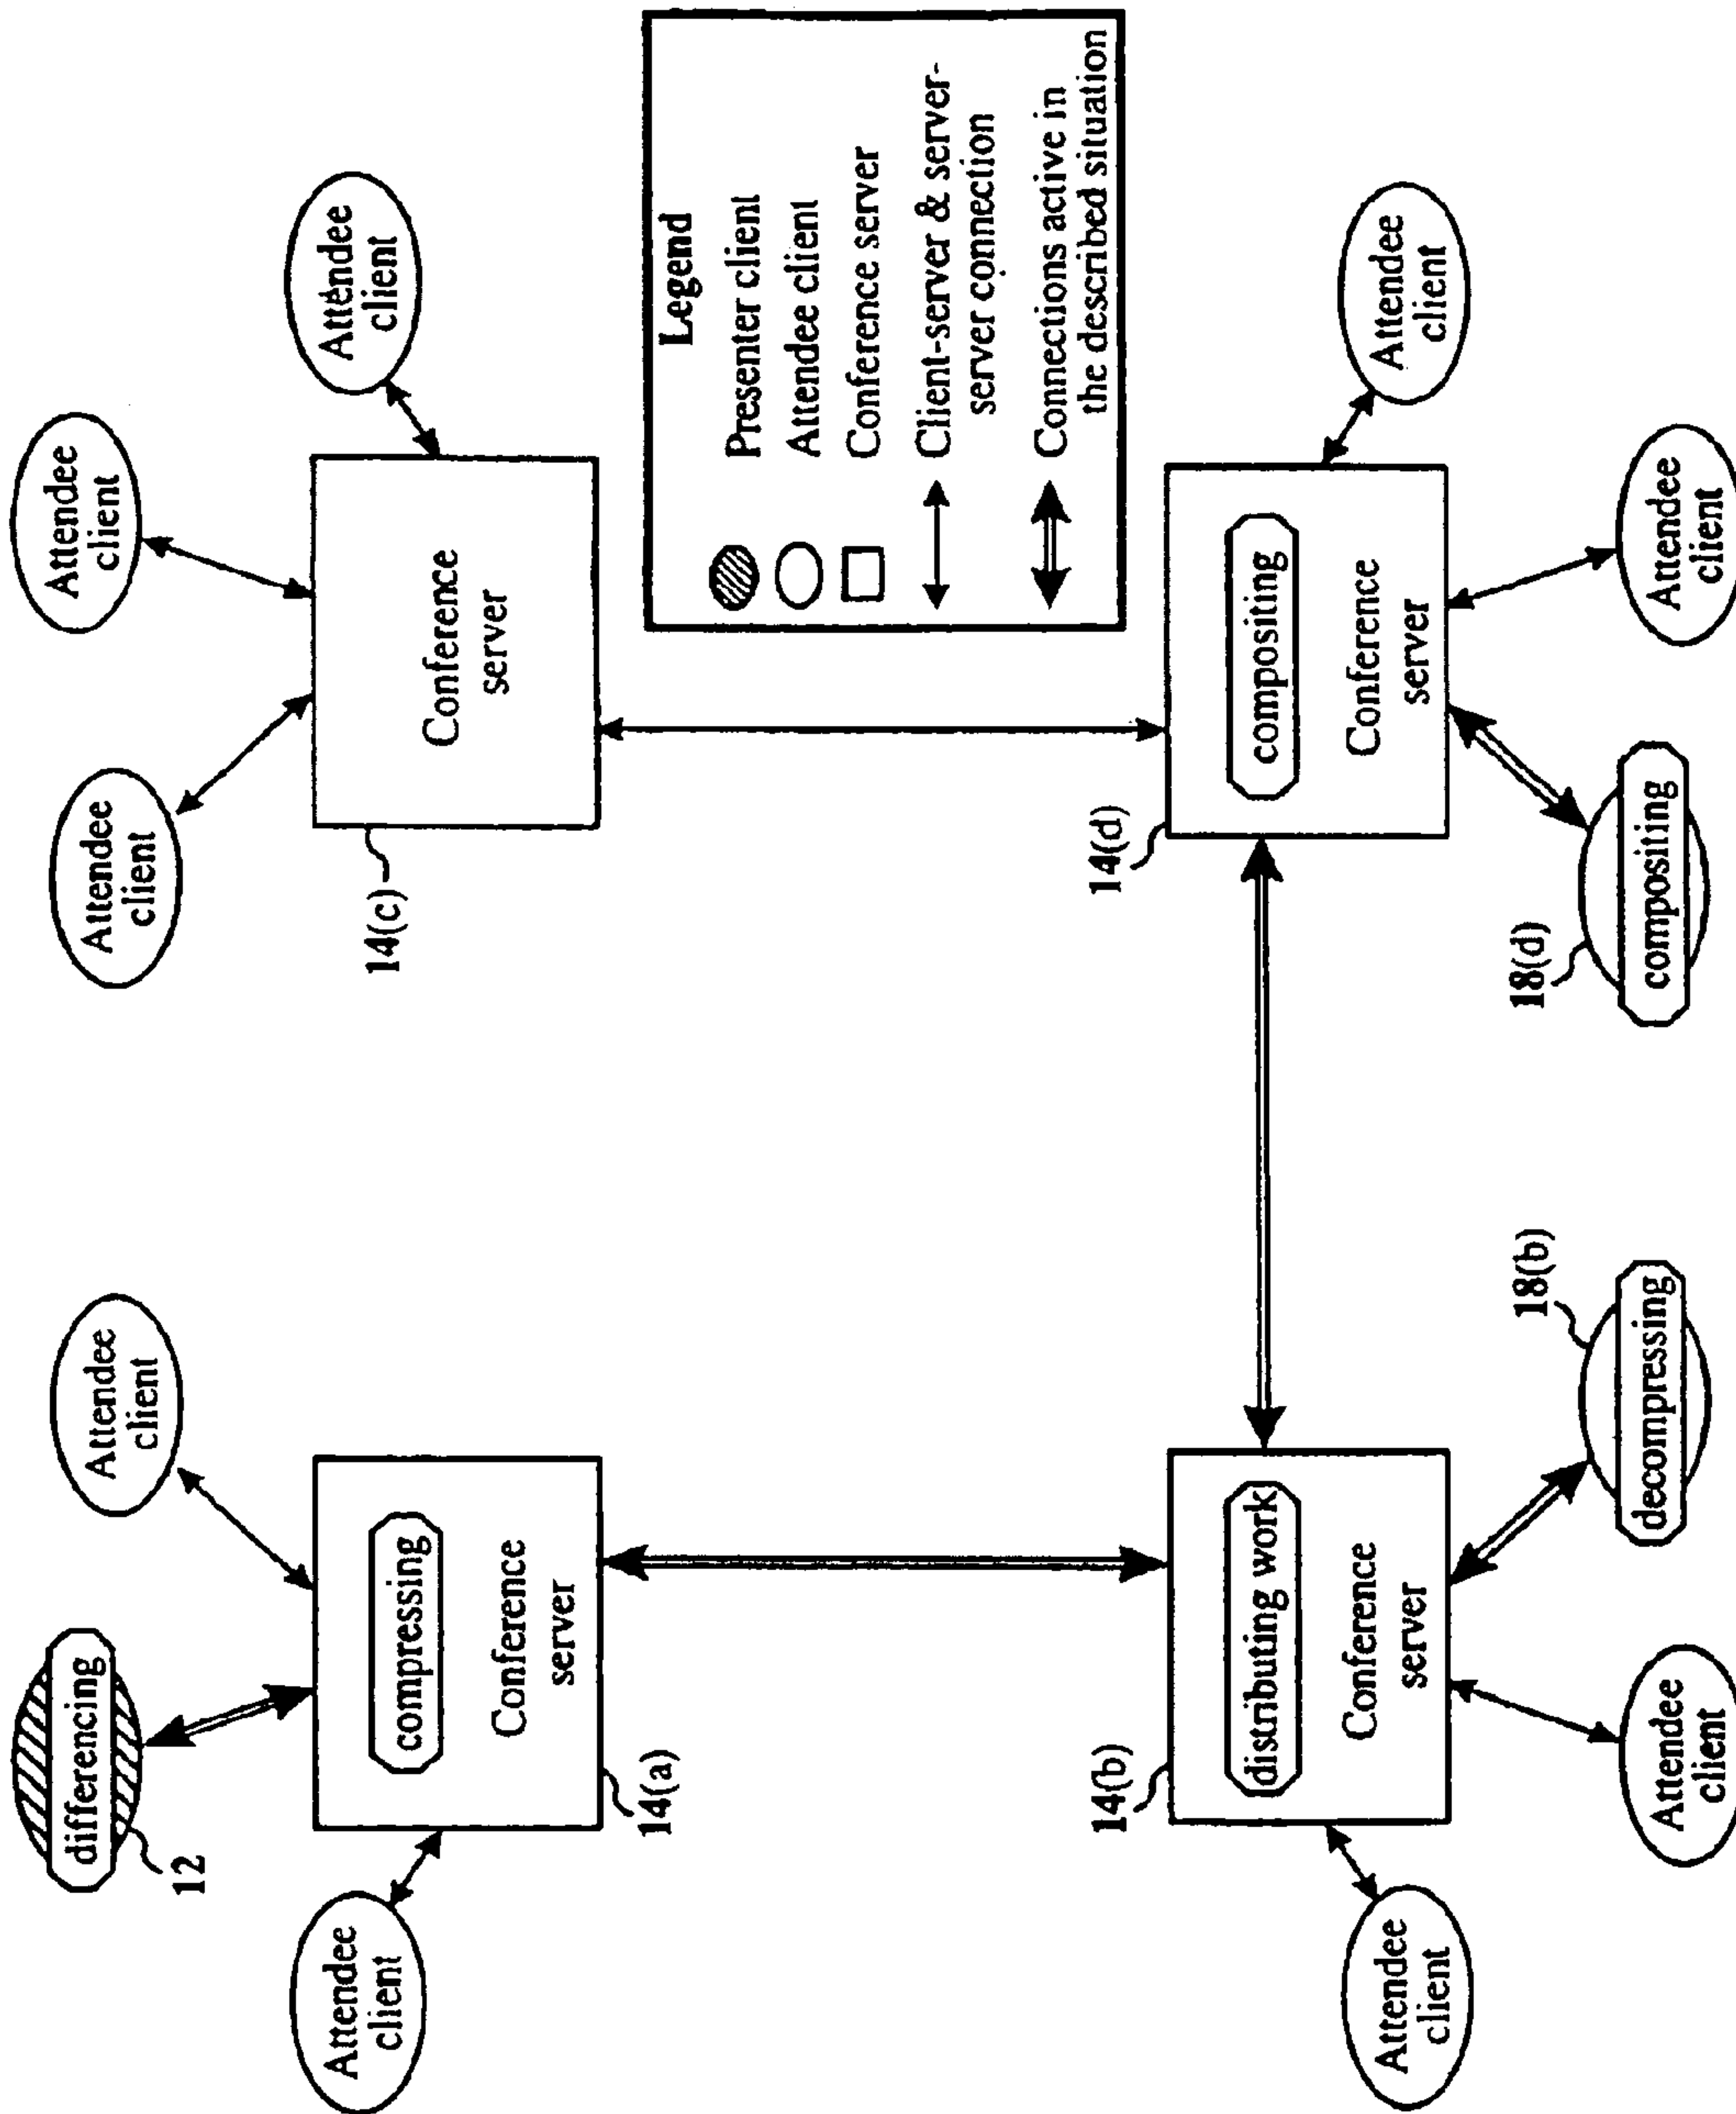 differencing
12
Attendee
client
Attendee
client
compressing
Conference
server
14(a)
Attendee
client
Attendee
client
Attendee
client
Conference
server
14(c)
Legend
Presenter client
Attendee client
Conference server
Client-server & server-
server connection
Connections active in
the described situation
distributing work
Conference
server
14(b)
Attendee
client
Attendee
client
decompressing
18(b)
compositing
Conference
server
14(d)
compositing
18(d)
Attendee
client
Attendee
client